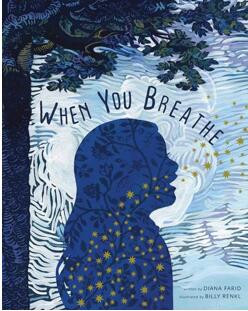 WHEN YOU BREATHE
written by DIANA FARID
illustrated by BILLY RENKL